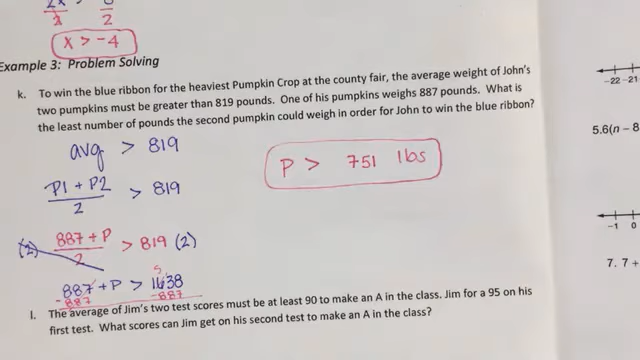 2
x > -4
Example 3: Problem Solving
k. To win the blue ribbon for the heaviest Pumpkin Crop at the county fair, the average weight of John's
two pumpkins must be greater than 819 pounds. One of his pumpkins weighs 887 pounds. What is
the least number of pounds the second pumpkin could weigh in order for John to win the blue ribbon?
avg > 819
P > 751 lbs
P1 + P2 > 819
2
(2) 887 + P > 819 (2)
2
887 + P > 1638
-887 -887
l. The average of Jim's two test scores must be at least 90 to make an A in the class. Jim for a 95 on his
first test. What scores can Jim get on his second test to make an A in the class?
-22 -21
5.6(n – 8
-1 0
7. 7 +